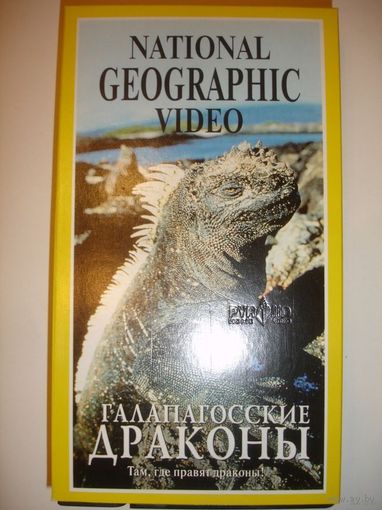 NATIONAL
GEOGRAPHIC
VIDEO
ГАЛАПАГОССКИЕ
ДРАКОНЫ
Там, где правят драконы!